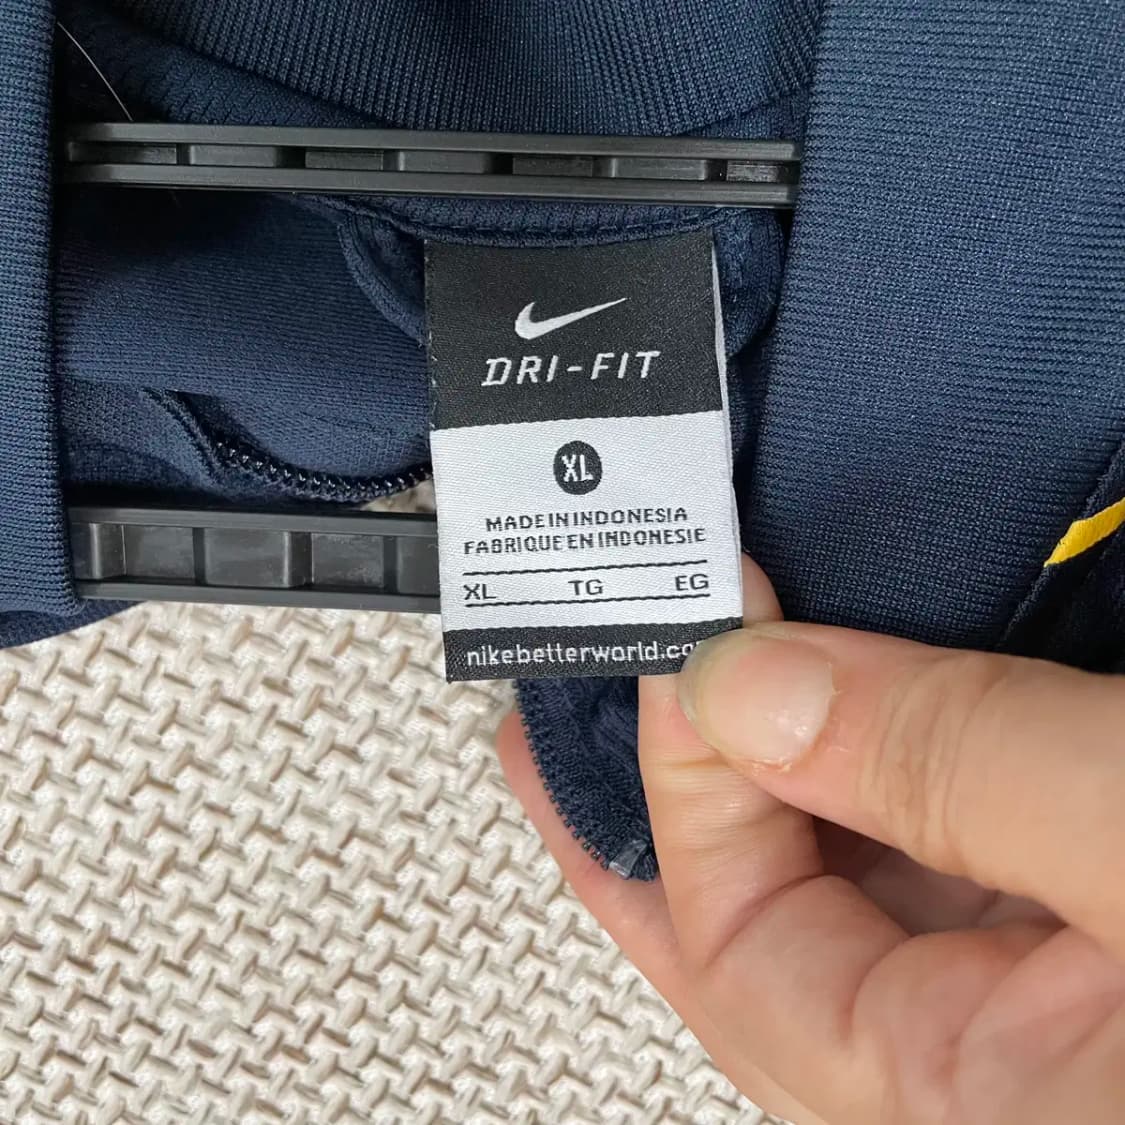 DRI-FIT
XL
MADE IN INDONESIA
FABRIQUE EN INDONESIE
XL TG EG
nikebetterworld.co